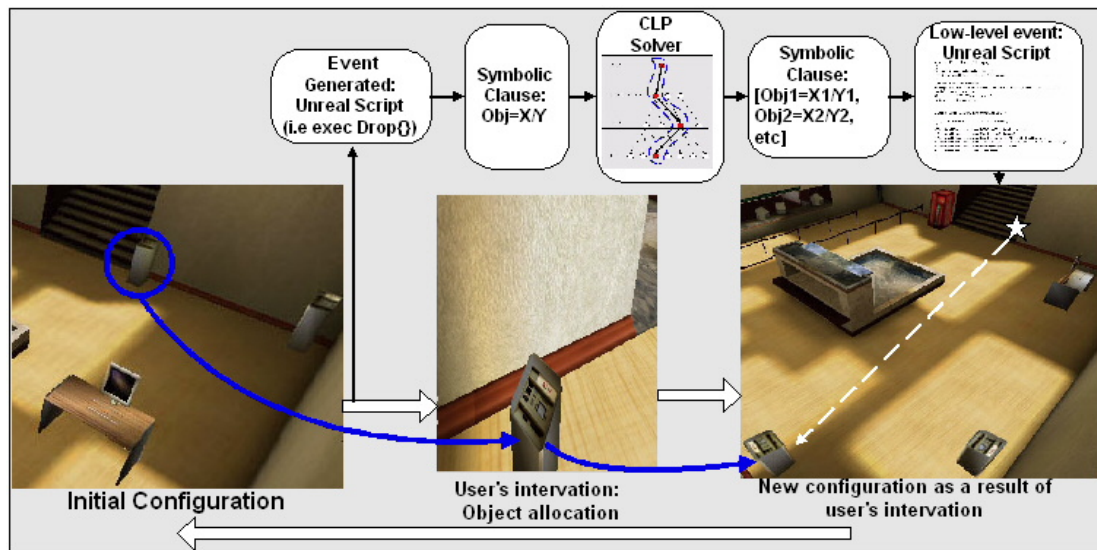 Event
Generated:
Unreal Script
(i.e exec Drop{})
Symbolic
Clause:
Obj=X/Y
CLP
Solver
Symbolic
Clause:
[Obj1=X1/Y1,
Obj2=X2/Y2,
etc]
Low-level event:
Unreal Script
Initial Configuration
User's intervation:
Object allocation
New configuration as a result of
user's intervation